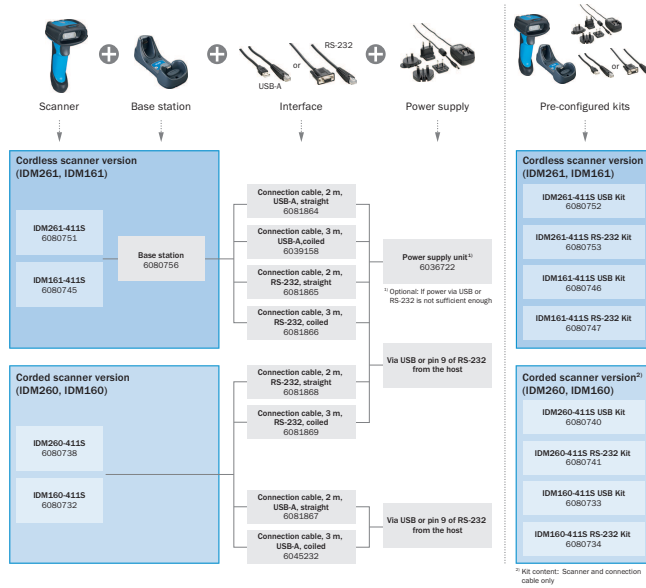 RS-232
or
USB-A
or
Scanner
Base station
Interface
Power supply
Pre-configured kits
Cordless scanner version
(IDM261, IDM161)
IDM261-411S
6080751
IDM161-411S
6080745
Base station
6080756
Connection cable, 2 m,
USB-A, straight
6081864
Connection cable, 3 m,
USB-A,coiled
6039158
Connection cable, 2 m,
RS-232, straight
6081865
Connection cable, 3 m,
RS-232, coiled
6081866
Power supply unit1)
6036722
1) Optional: If power via USB or
RS-232 is not sufficient enough
Via USB or pin 9 of RS-232
from the host
Corded scanner version
(IDM260, IDM160)
IDM260-411S
6080738
IDM160-411S
6080732
Connection cable, 2 m,
RS-232, straight
6081868
Connection cable, 3 m,
RS-232, coiled
6081869
Connection cable, 2 m,
USB-A, straight
6081867
Connection cable, 3 m,
USB-A, coiled
6045232
Via USB or pin 9 of RS-232
from the host
Cordless scanner version
(IDM261, IDM161)
IDM261-411S USB Kit
6080752
IDM261-411S RS-232 Kit
6080753
IDM161-411S USB Kit
6080746
IDM161-411S RS-232 Kit
6080747
Corded scanner version2)
(IDM260, IDM160)
IDM260-411S USB Kit
6080740
IDM260-411S RS-232 Kit
6080741
IDM160-411S USB Kit
6080733
IDM160-411S RS-232 Kit
6080734
2) Kit content: Scanner and connection
cable only